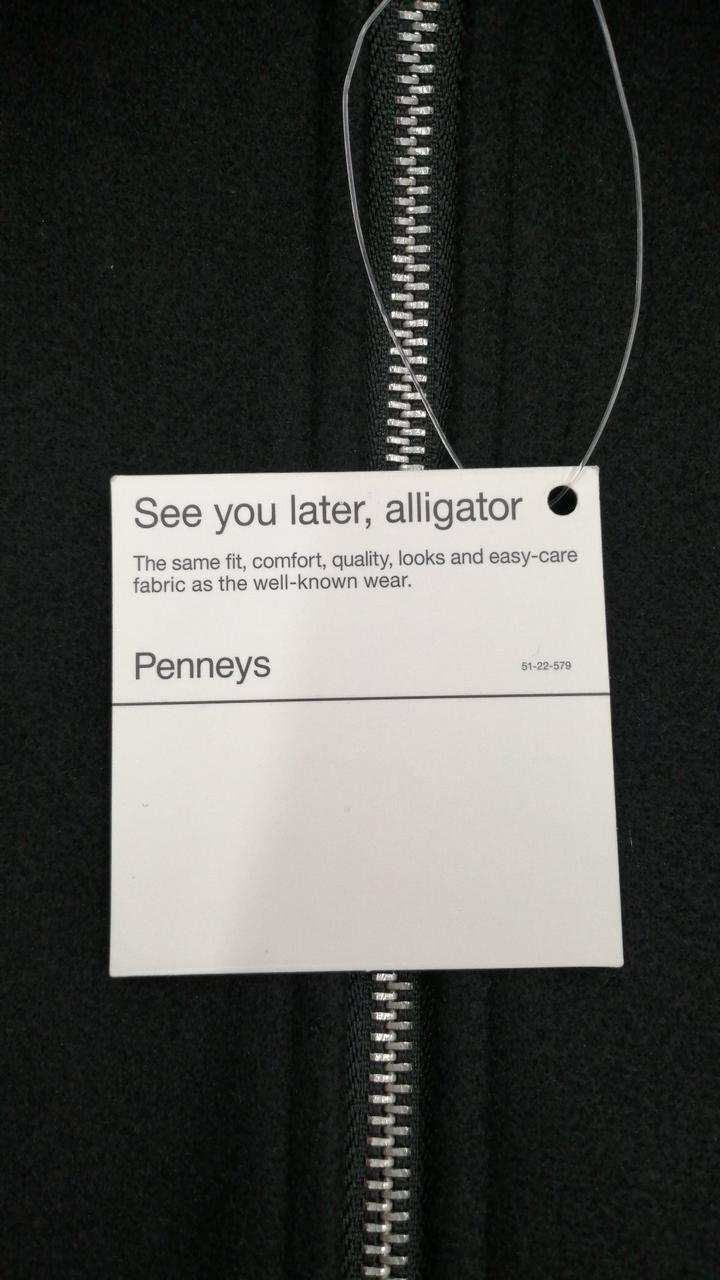 See you later, alligator
The same fit, comfort, quality, looks and easy-care
fabric as the well-known wear.
Penneys
51-22-579